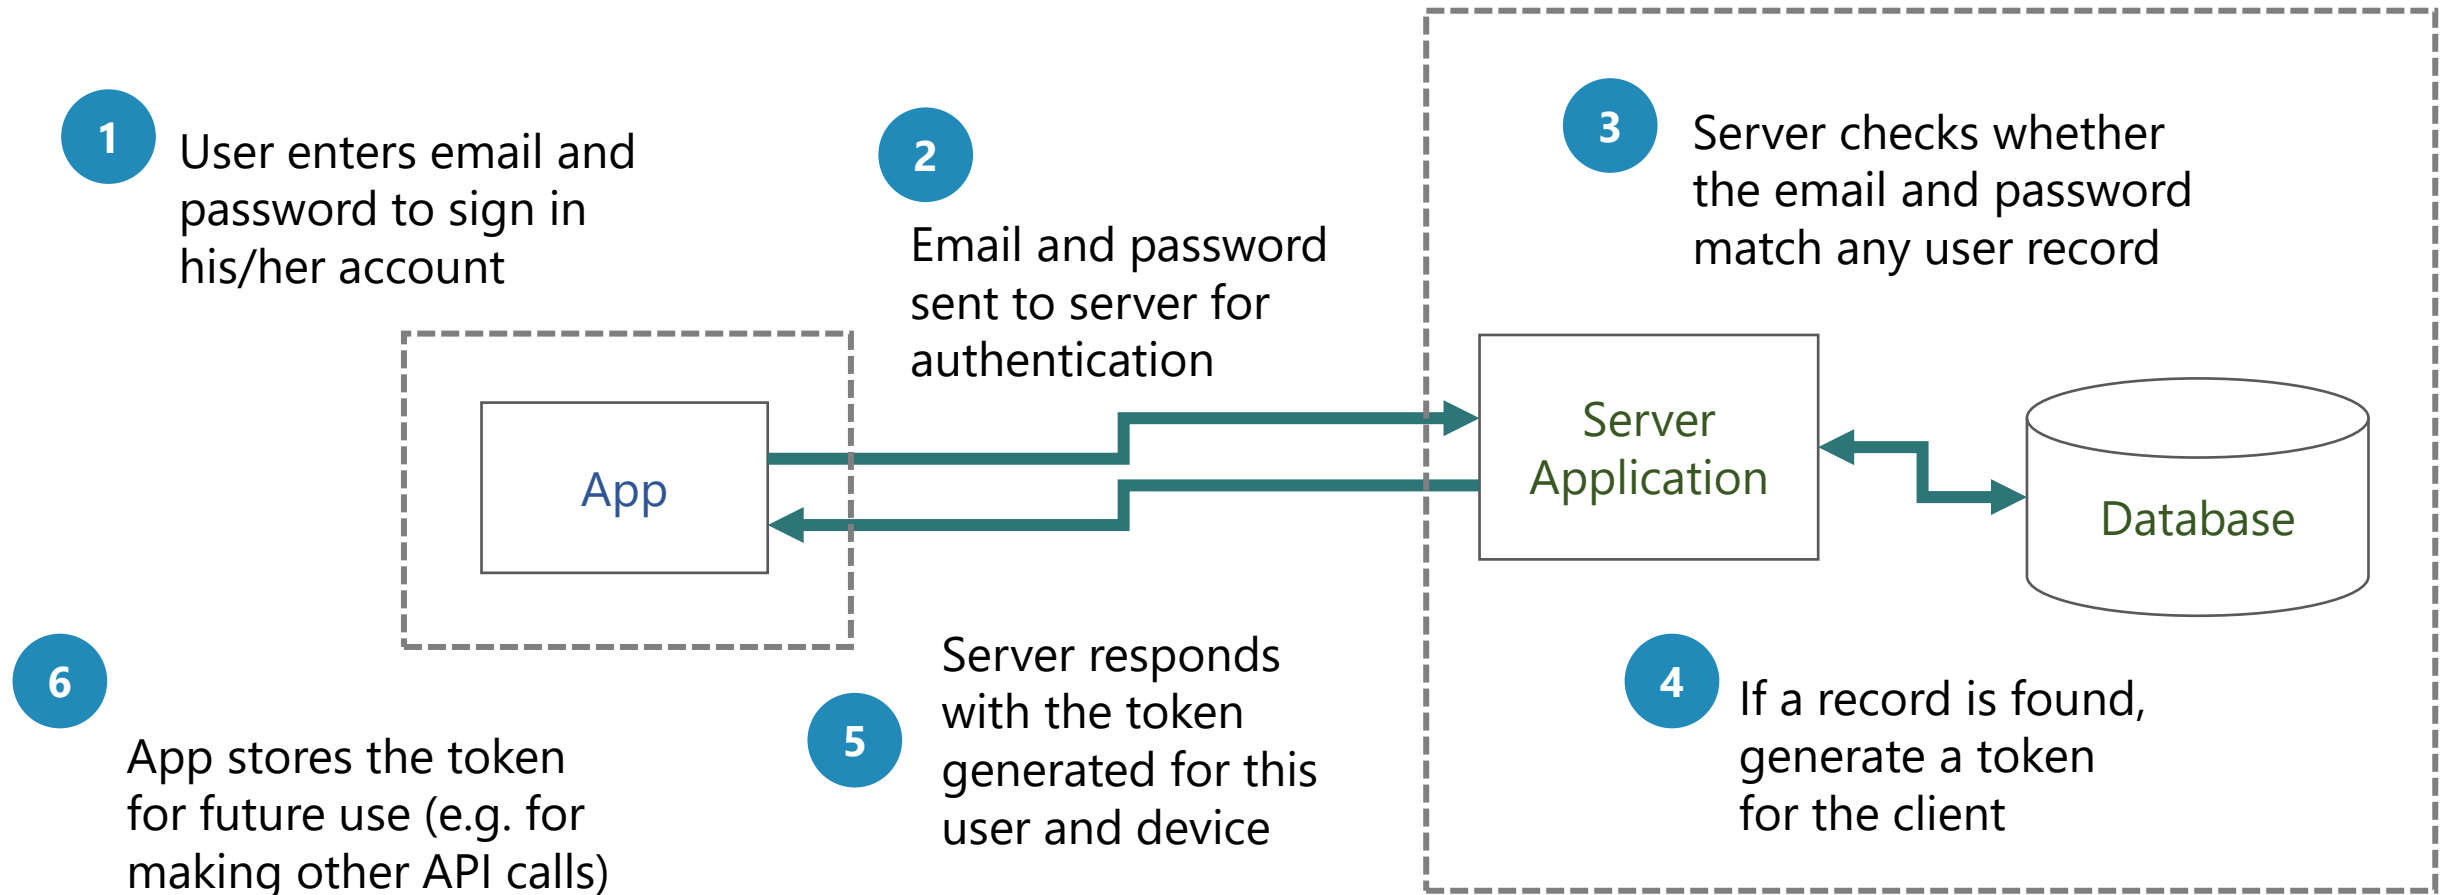 1
User enters email and
password to sign in
his/her account
2
Email and password
sent to server for
authentication
3
Server checks whether
the email and password
match any user record
App
Server
Application
Database
4
If a record is found,
generate a token
for the client
5
Server responds
with the token
generated for this
user and device
6
App stores the token
for future use (e.g. for
making other API calls)